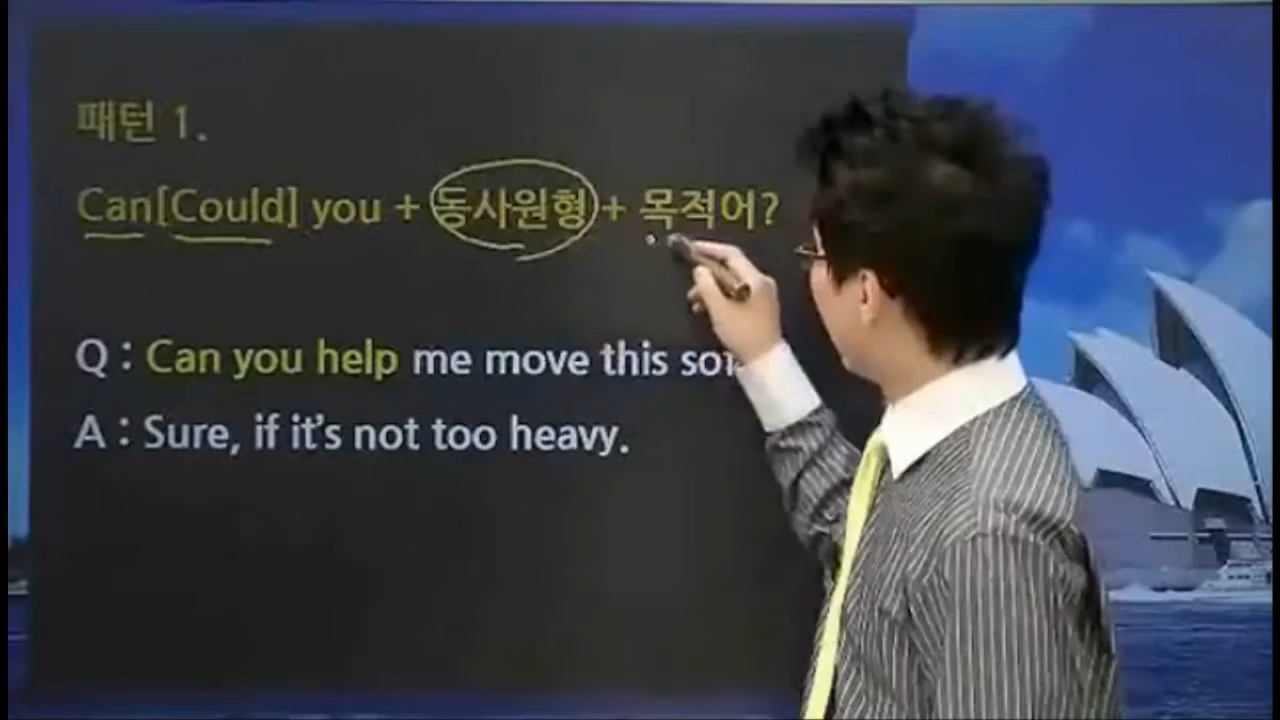 패턴 1.
Can[Could] you + 동사원형 + 목적어?
Q : Can you help me move this
A : Sure, if it's not too heavy.